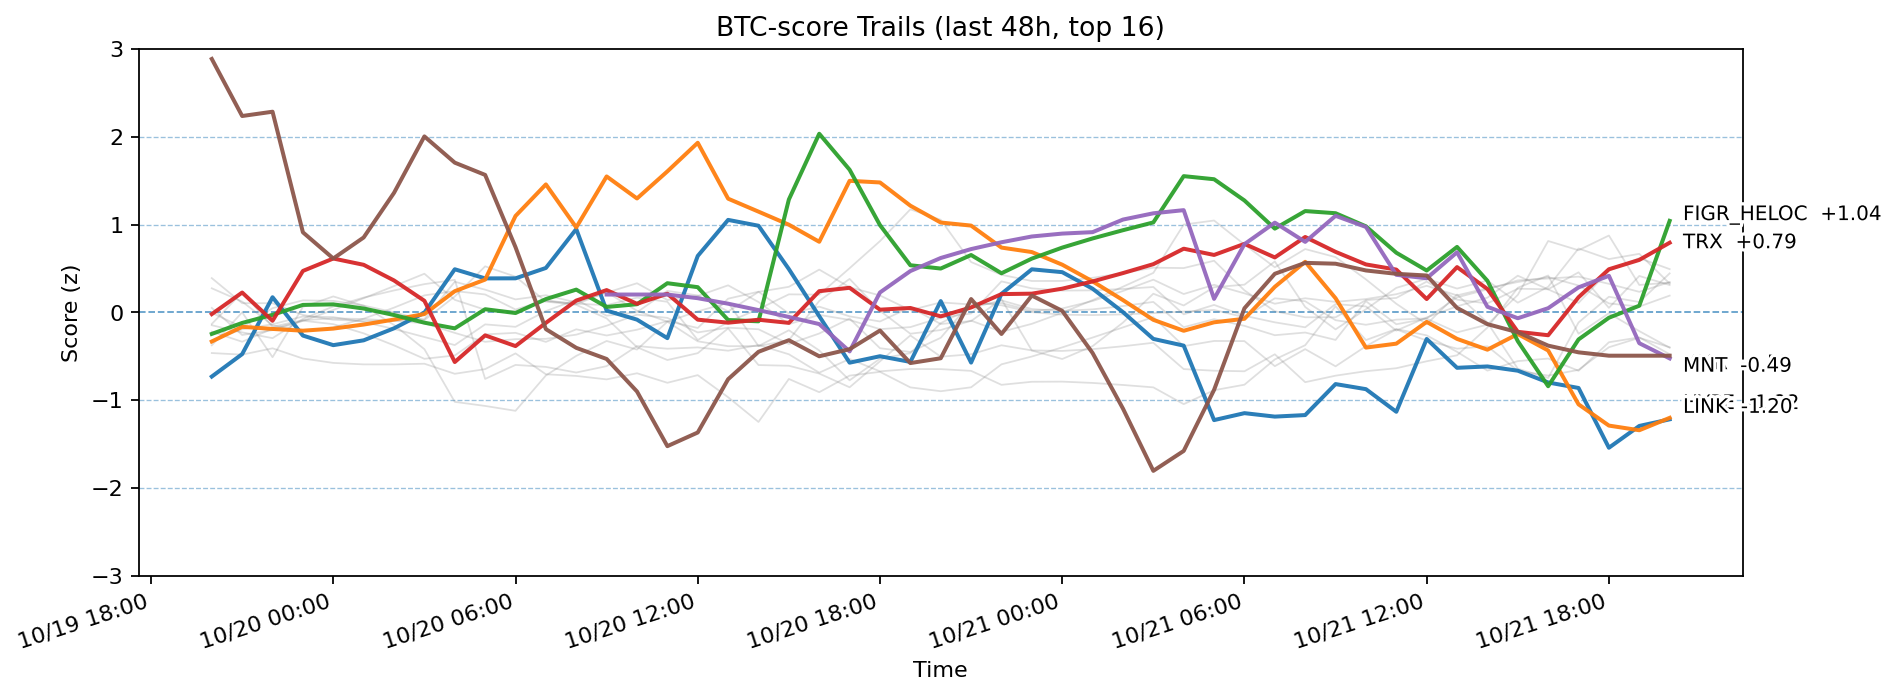 BTC-score Trails (last 48h, top 16)
Score (z)
3
2
1
0
−1
−2
−3
FIGR_HELOC +1.04
TRX +0.79
MNT -0.49
LINK -1.20
10/19 18:00
10/20 00:00
10/20 06:00
10/20 12:00
10/20 18:00
10/21 00:00
10/21 06:00
10/21 12:00
10/21 18:00
Time